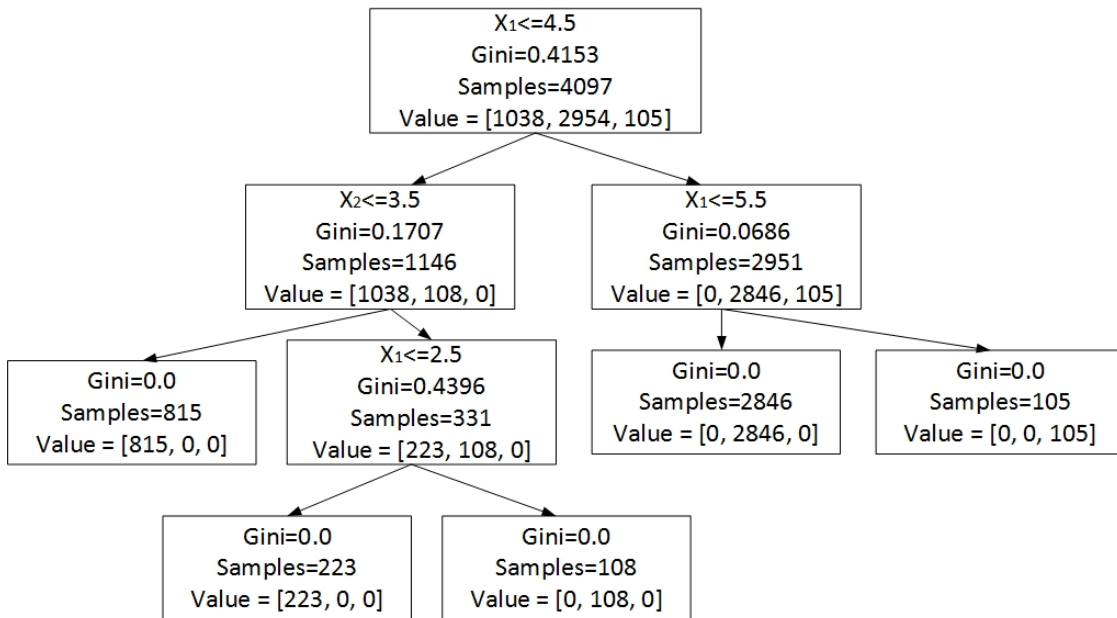 X₁<=4.5
Gini=0.4153
Samples=4097
Value = [1038, 2954, 105]
X₂<=3.5
Gini=0.1707
Samples=1146
Value = [1038, 108, 0]
X₁<=5.5
Gini=0.0686
Samples=2951
Value = [0, 2846, 105]
Gini=0.0
Samples=815
Value = [815, 0, 0]
X₁<=2.5
Gini=0.4396
Samples=331
Value = [223, 108, 0]
Gini=0.0
Samples=2846
Value = [0, 2846, 0]
Gini=0.0
Samples=105
Value = [0, 0, 105]
Gini=0.0
Samples=223
Value = [223, 0, 0]
Gini=0.0
Samples=108
Value = [0, 108, 0]